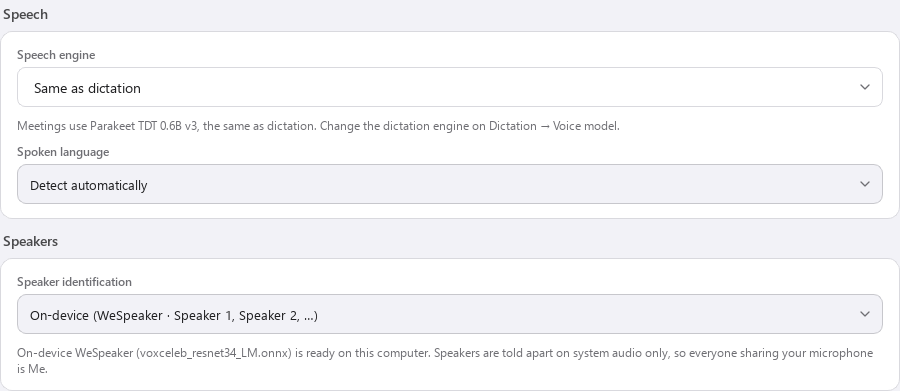 Speech
Speech engine
Same as dictation
Meetings use Parakeet TDT 0.6B v3, the same as dictation. Change the dictation engine on Dictation → Voice model.
Spoken language
Detect automatically
Speakers
Speaker identification
On-device (WeSpeaker · Speaker 1, Speaker 2, ...)
On-device WeSpeaker (voxceleb_resnet34_LM.onnx) is ready on this computer. Speakers are told apart on system audio only, so everyone sharing your microphone
is Me.